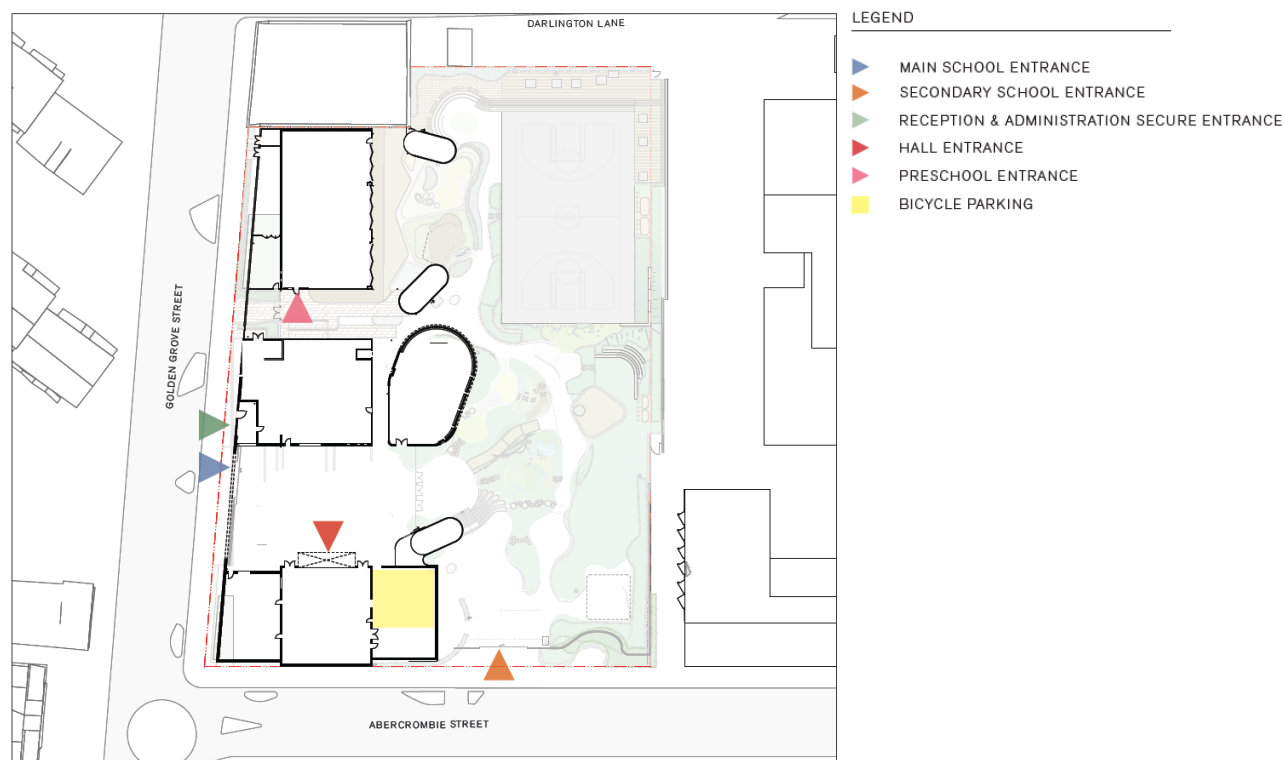 DARLINGTON LANE
GOLDEN GROVE STREET
ABERCROMBIE STREET
LEGEND
MAIN SCHOOL ENTRANCE
SECONDARY SCHOOL ENTRANCE
RECEPTION & ADMINISTRATION SECURE ENTRANCE
HALL ENTRANCE
PRESCHOOL ENTRANCE
BICYCLE PARKING